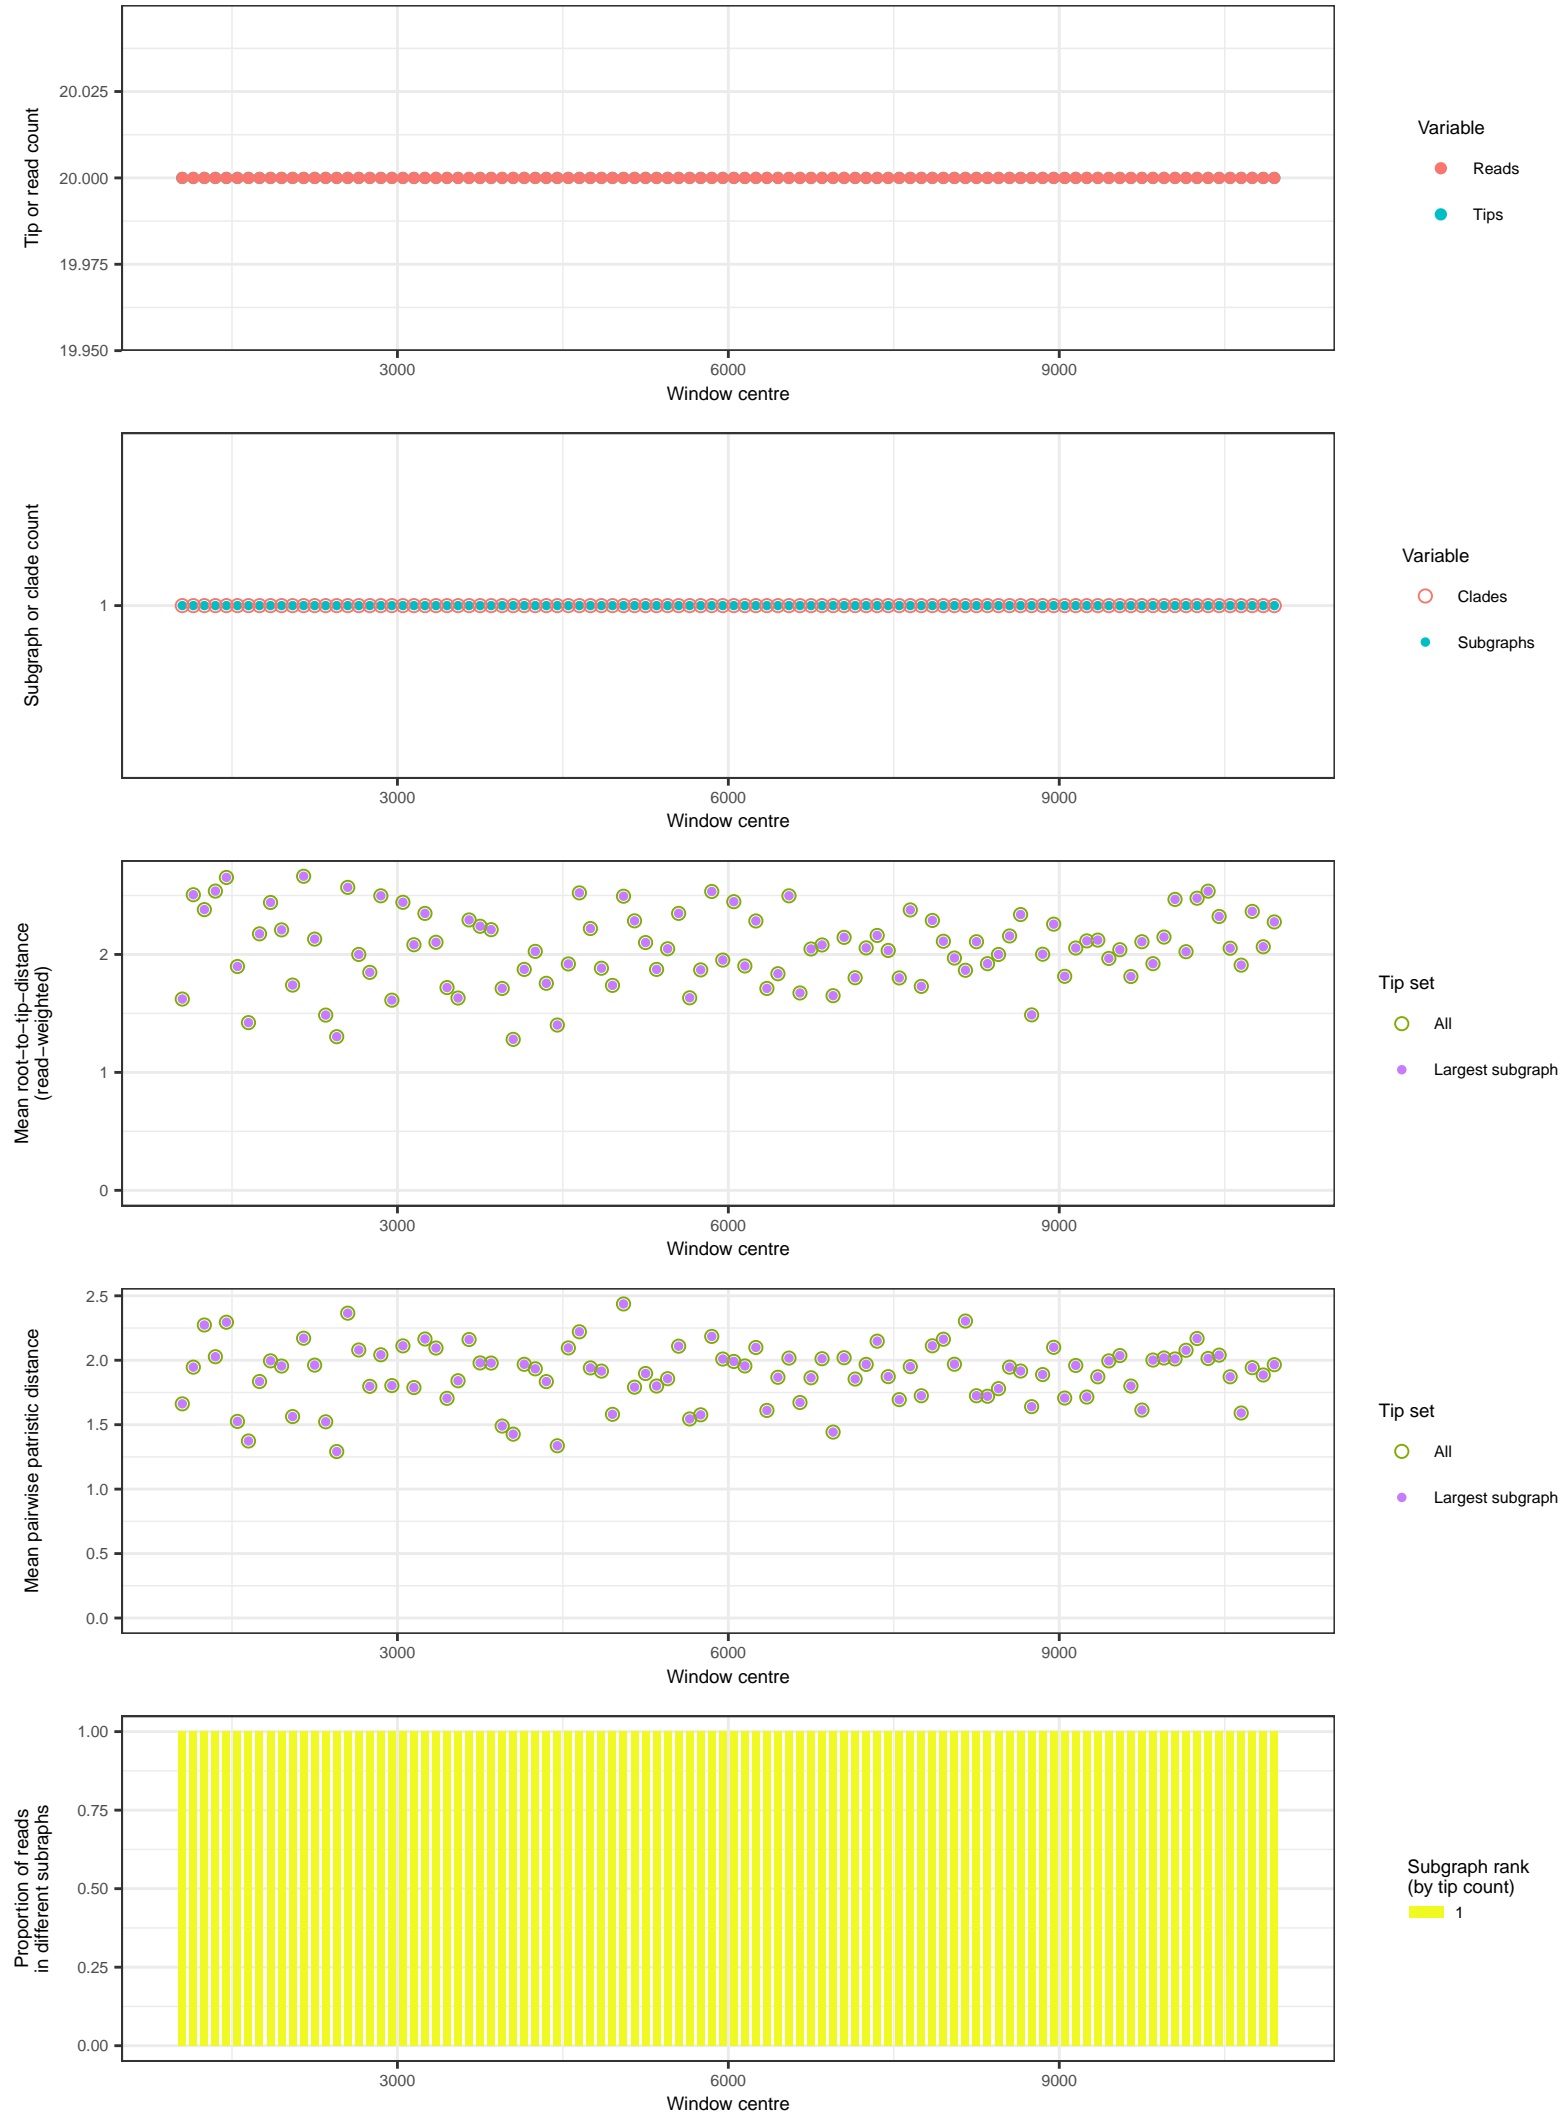 Tip or read count
20.025
20.000
19.975
19.950
3000
6000
9000
Window centre
Variable
Reads
Tips
Subgraph or clade count
1
3000
6000
9000
Window centre
Variable
Clades
Subgraphs
Mean root−to−tip−distance
(read−weighted)
2
1
0
3000
6000
9000
Window centre
Tip set
All
Largest subgraph
Mean pairwise patristic distance
2.5
2.0
1.5
1.0
0.5
0.0
3000
6000
9000
Window centre
Tip set
All
Largest subgraph
Proportion of reads
in different subraphs
1.00
0.75
0.50
0.25
0.00
3000
6000
9000
Window centre
Subgraph rank
(by tip count)
1